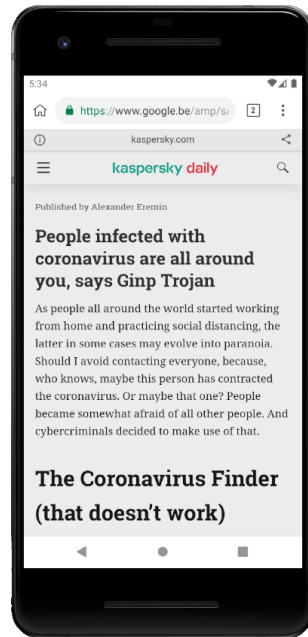 5:34
https://www.google.be/amp/s/
2
kaspersky.com
kaspersky daily
Published by Alexander Eremin
People infected with
coronavirus are all around
you, says Ginp Trojan
As people all around the world started working
from home and practicing social distancing, the
latter in some cases may evolve into paranoia.
Should I avoid contacting everyone, because,
who knows, maybe this person has contracted
the coronavirus. Or maybe that one? People
became somewhat afraid of all other people. And
cybercriminals decided to make use of that.
The Coronavirus Finder
(that doesn't work)